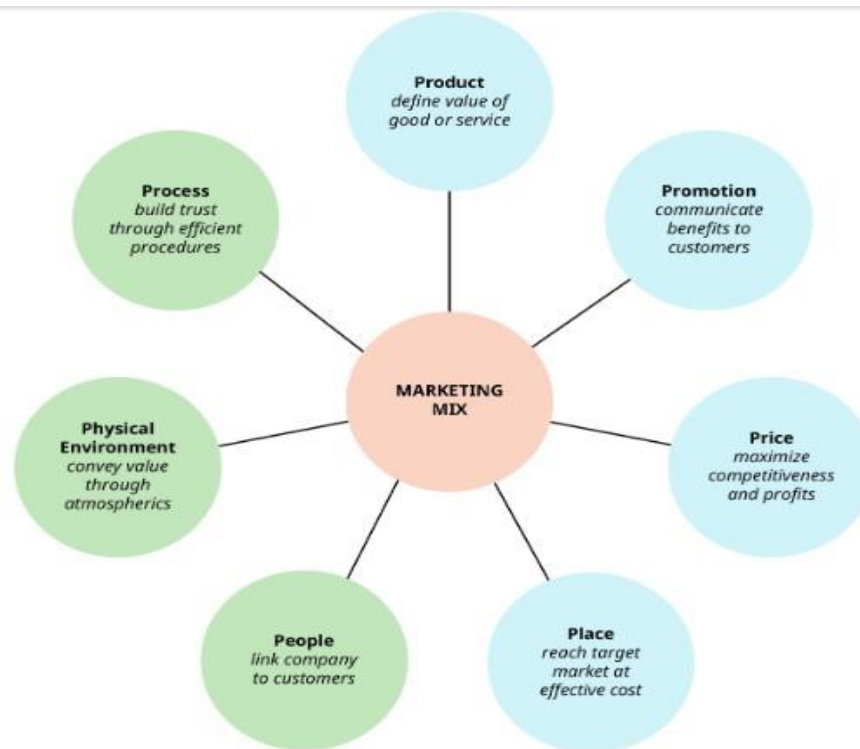 Product
define value of
good or service
Process
build trust
through efficient
procedures
Promotion
communicate
benefits to
customers
MARKETING
MIX
Physical
Environment
convey value
through
atmospherics
Price
maximize
competitiveness
and profits
People
link company
to customers
Place
reach target
market at
effective cost